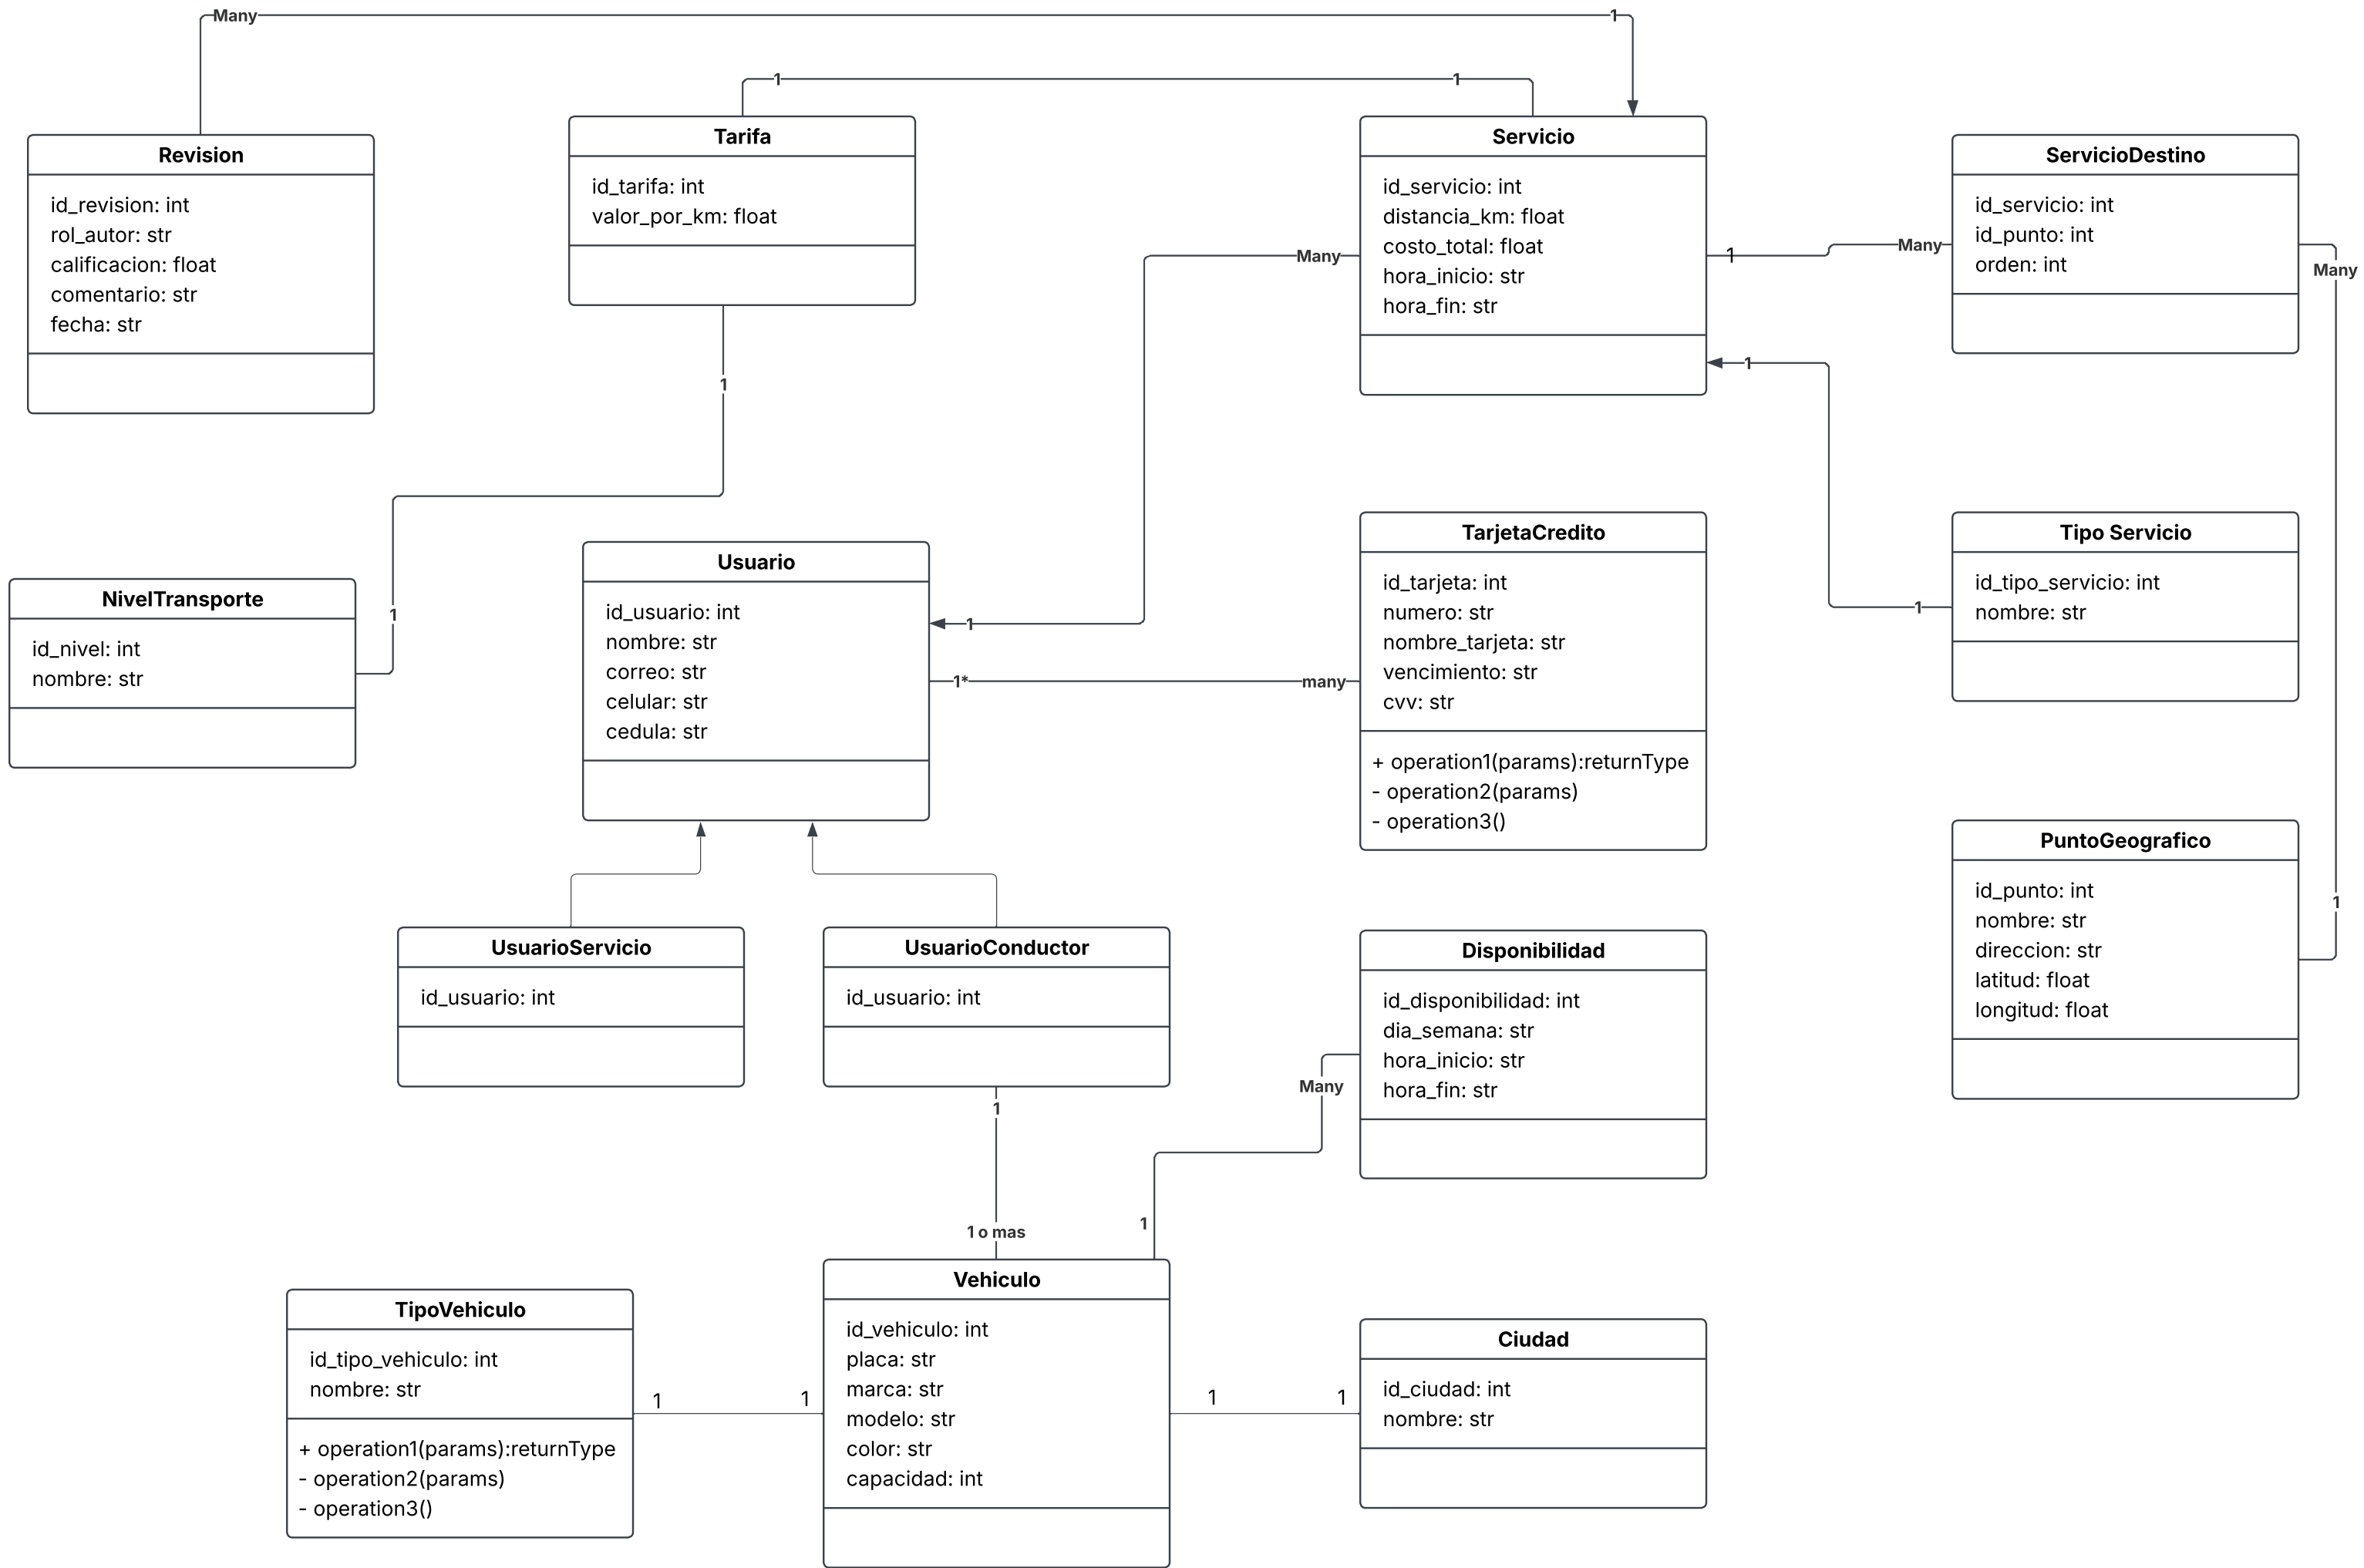 Many
1
1
1
Revision
id_revision: int
rol_autor: str
calificacion: float
comentario: str
fecha: str
Tarifa
id_tarifa: int
valor_por_km: float
Servicio
id_servicio: int
distancia_km: float
costo_total: float
hora_inicio: str
hora_fin: str
ServicioDestino
id_servicio: int
id_punto: int
orden: int
Many
1
Many
Many
1
1
NivelTransporte
id_nivel: int
nombre: str
1
Usuario
id_usuario: int
nombre: str
correo: str
celular: str
cedula: str
1
1*
many
TarjetaCredito
id_tarjeta: int
numero: str
nombre_tarjeta: str
vencimiento: str
cvv: str
+ operation1(params):returnType
- operation2(params)
- operation3()
1
Tipo Servicio
id_tipo_servicio: int
nombre: str
PuntoGeografico
id_punto: int
nombre: str
direccion: str
latitud: float
longitud: float
1
UsuarioServicio
id_usuario: int
UsuarioConductor
id_usuario: int
Disponibilidad
id_disponibilidad: int
dia_semana: str
hora_inicio: str
hora_fin: str
Many
1
1 o mas
1
TipoVehiculo
id_tipo_vehiculo: int
nombre: str
+ operation1(params):returnType
- operation2(params)
- operation3()
1
1
Vehiculo
id_vehiculo: int
placa: str
marca: str
modelo: str
color: str
capacidad: int
1
1
Ciudad
id_ciudad: int
nombre: str